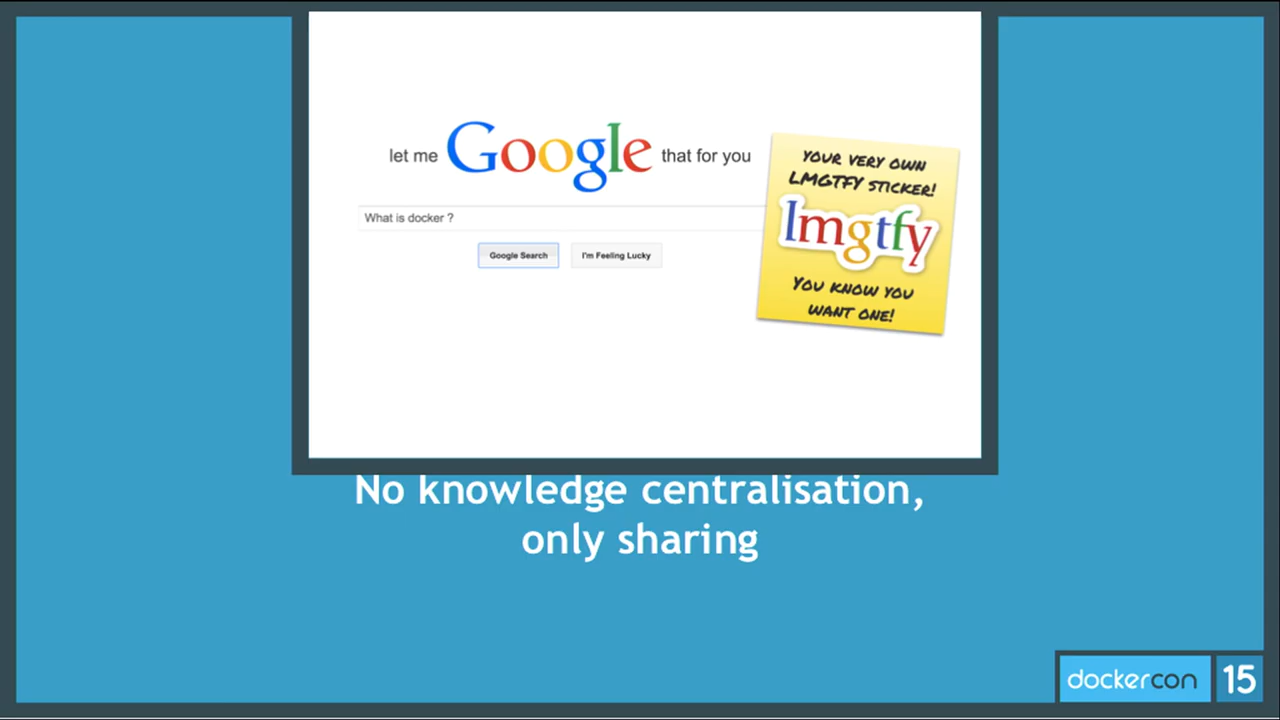 let me Google that for you
What is docker ?
Google Search
I'm Feeling Lucky
YOUR VERY OWN
LMGTFY STICKER!
lmgtfy
YOU KNOW YOU
WANT ONE!
No knowledge centralisation,
only sharing
dockercon 15